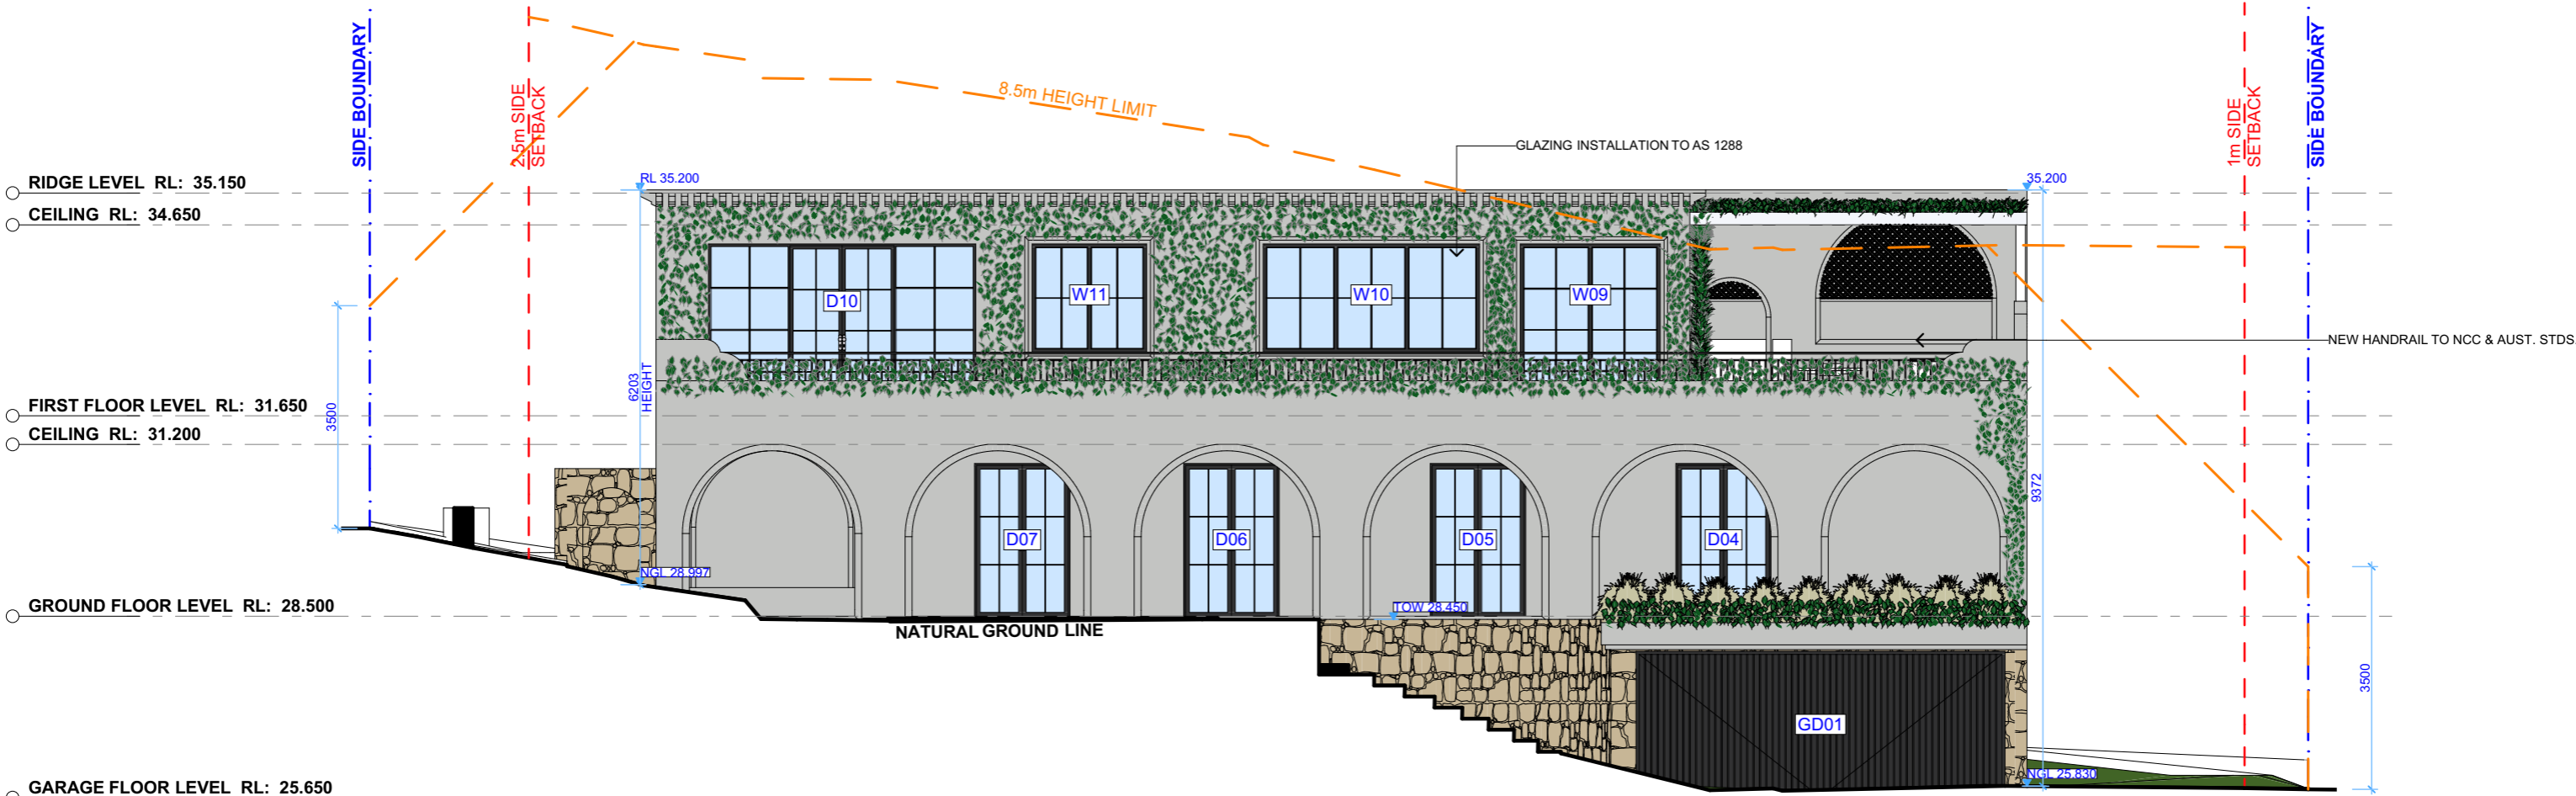 SIDE BOUNDARY
2.5m SIDE
SETBACK
8.5m HEIGHT LIMIT
GLAZING INSTALLATION TO AS 1288
1m SIDE
SETBACK
SIDE BOUNDARY
RIDGE LEVEL RL: 35.150
RL 35.200
35.200
CEILING RL: 34.650
D10
W11
W10
W09
NEW HANDRAIL TO NCC & AUST. STDS
6203
HEIGHT
3500
FIRST FLOOR LEVEL RL: 31.650
CEILING RL: 31.200
9372
D07
D06
D05
D04
NGL 28.997
GROUND FLOOR LEVEL RL: 28.500
TOW 28.450
NATURAL GROUND LINE
3500
GD01
NGL 25.830
GARAGE FLOOR LEVEL RL: 25.650